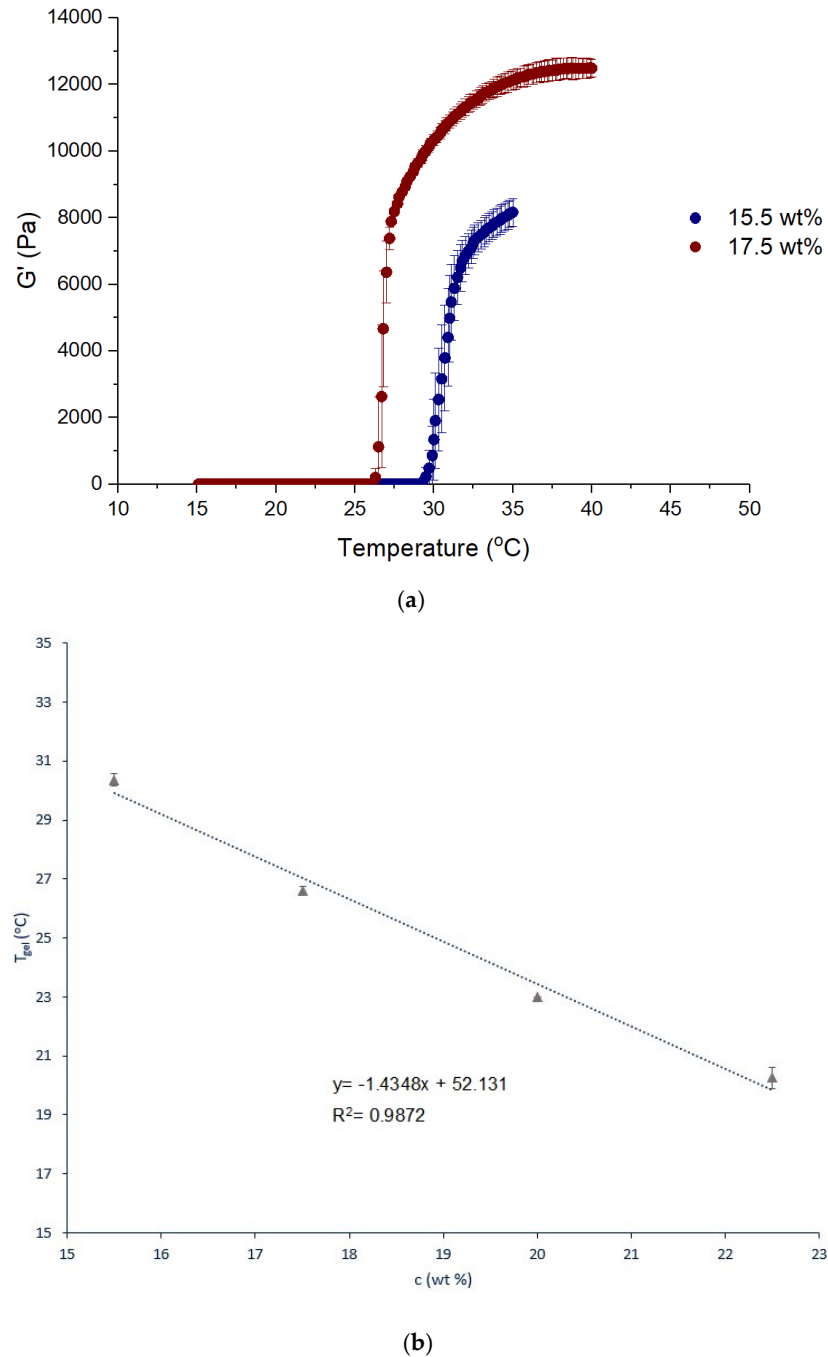 14000
12000
10000
8000
6000
4000
2000
0
G' (Pa)
10 15 20 25 30 35 40 45 50
Temperature (°C)
15.5 wt%
17.5 wt%
(a)
35
33
31
29
27
25
23
21
19
17
15
Tgel (°C)
y= -1.4348x + 52.131
R²= 0.9872
15 16 17 18 19 20 21 22 23
c (wt %)
(b)